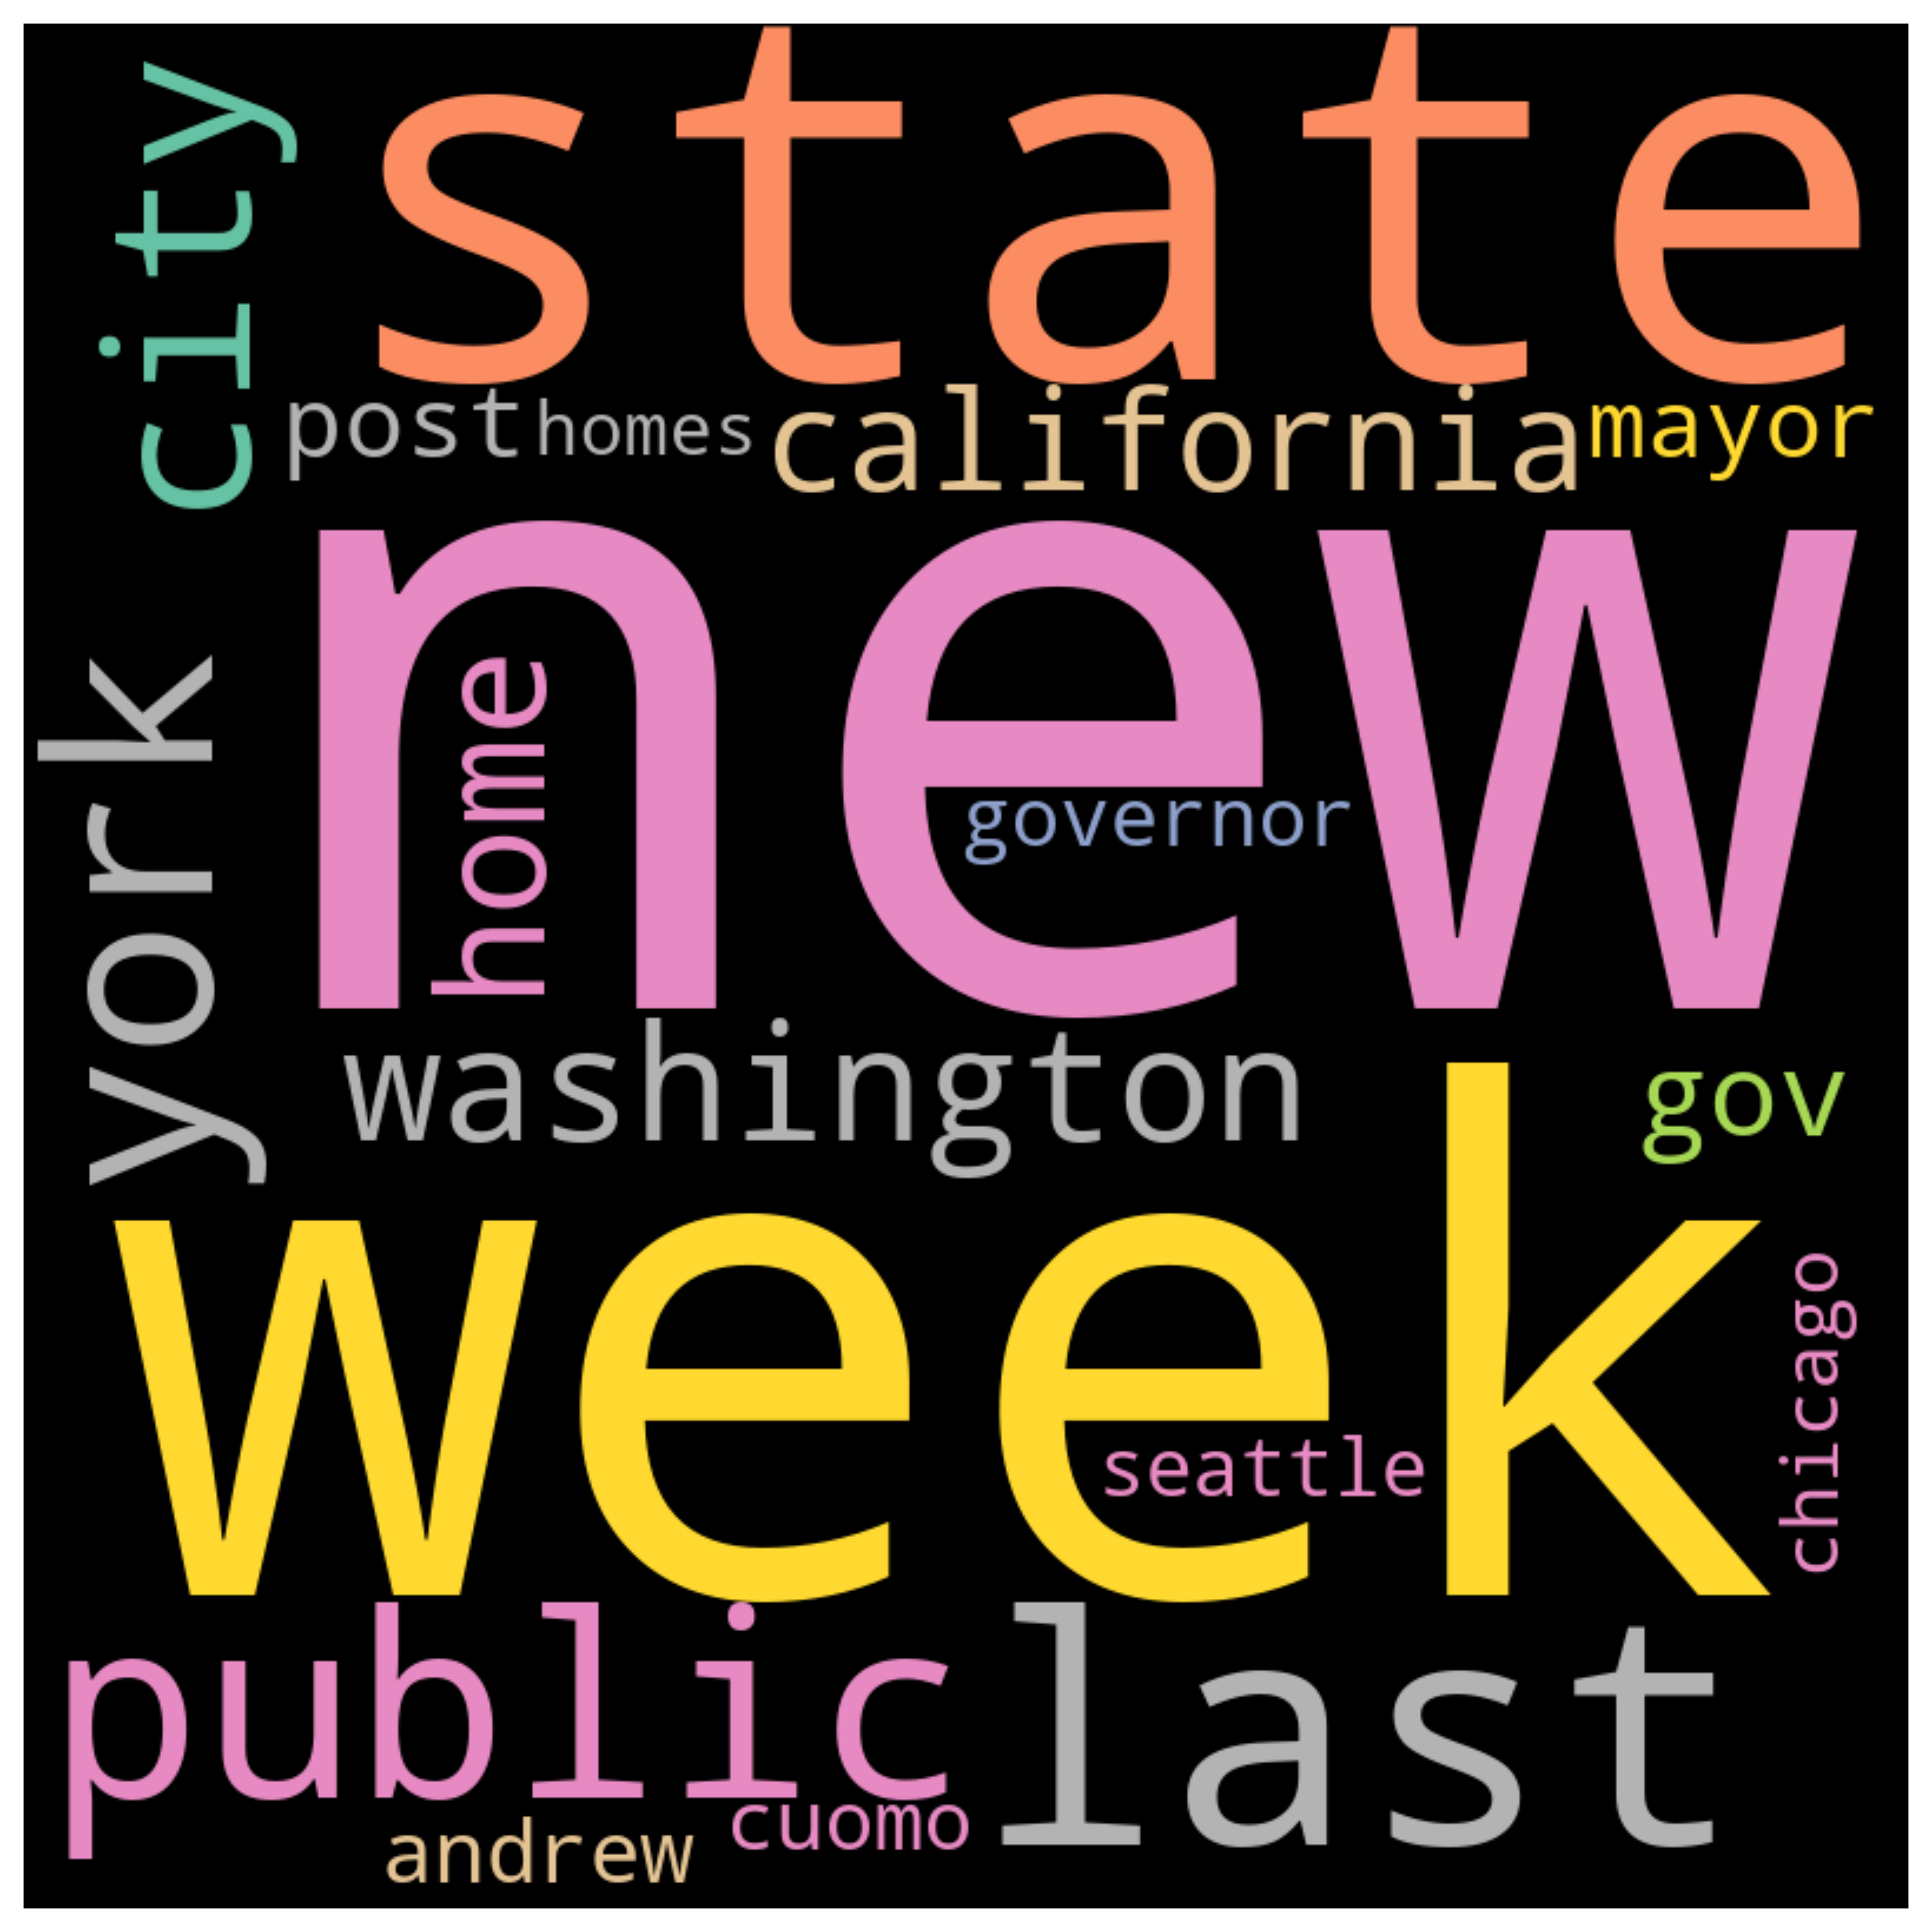 city
state
post
homes
california
mayor
new
home
governor
york
washington
gov
week
seattle
chicago
public
last
cuomo
andrew